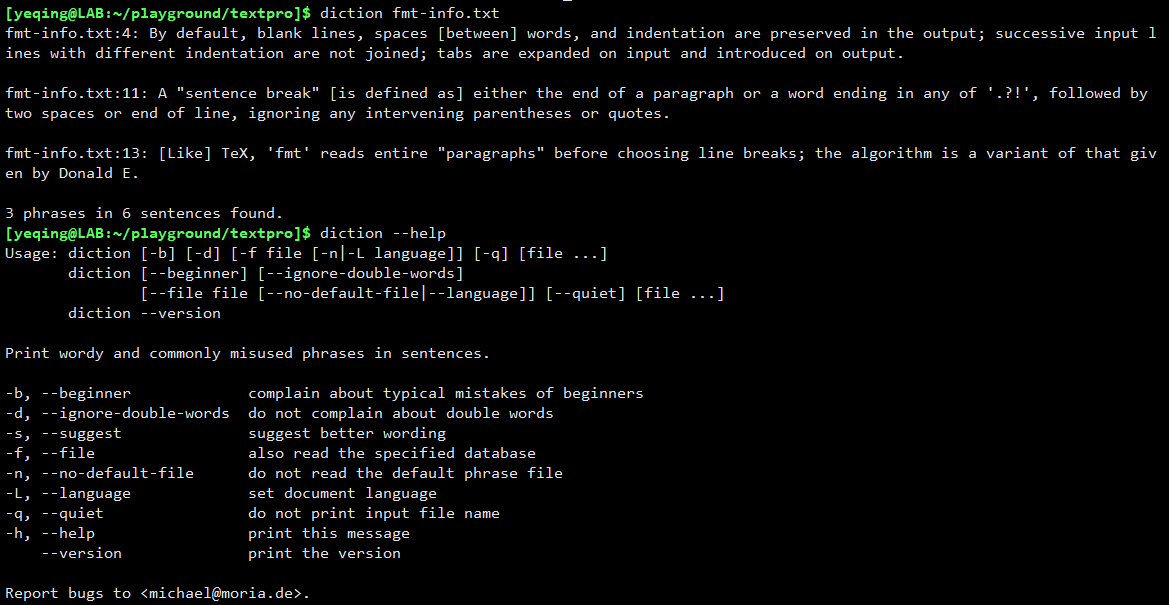 [yeqing@LAB:~/playground/textpro]$ diction fmt-info.txt
fmt-info.txt:4: By default, blank lines, spaces [between] words, and indentation are preserved in the output; successive input l
ines with different indentation are not joined; tabs are expanded on input and introduced on output.
fmt-info.txt:11: A "sentence break" [is defined as] either the end of a paragraph or a word ending in any of '.?!', followed by
two spaces or end of line, ignoring any intervening parentheses or quotes.
fmt-info.txt:13: [Like] TeX, 'fmt' reads entire "paragraphs" before choosing line breaks; the algorithm is a variant of that giv
en by Donald E.
3 phrases in 6 sentences found.
[yeqing@LAB:~/playground/textpro]$ diction --help
Usage: diction [-b] [-d] [-f file [-n|-L language]] [-q] [file ...]
       diction [--beginner] [--ignore-double-words]
               [--file file [--no-default-file|--language]] [--quiet] [file ...]
       diction --version
Print wordy and commonly misused phrases in sentences.
-b, --beginner             complain about typical mistakes of beginners
-d, --ignore-double-words  do not complain about double words
-s, --suggest              suggest better wording
-f, --file                 also read the specified database
-n, --no-default-file      do not read the default phrase file
-L, --language             set document language
-q, --quiet                do not print input file name
-h, --help                 print this message
    --version              print the version
Report bugs to <michael@moria.de>.